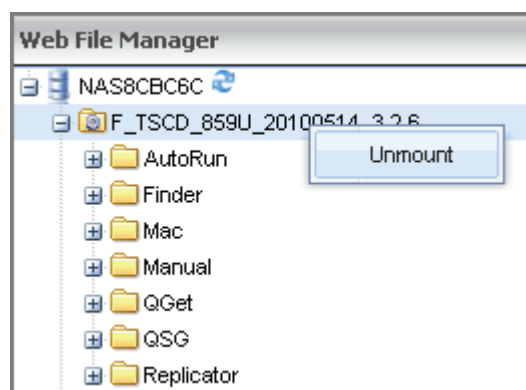 Web File Manager
NAS8CBC6C
F_TSCD_859U_20100514_3.2.6
Unmount
AutoRun
Finder
Mac
Manual
QGet
QSG
Replicator